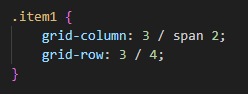 .item1 {
    grid-column: 3 / span 2;
    grid-row: 3 / 4;
}